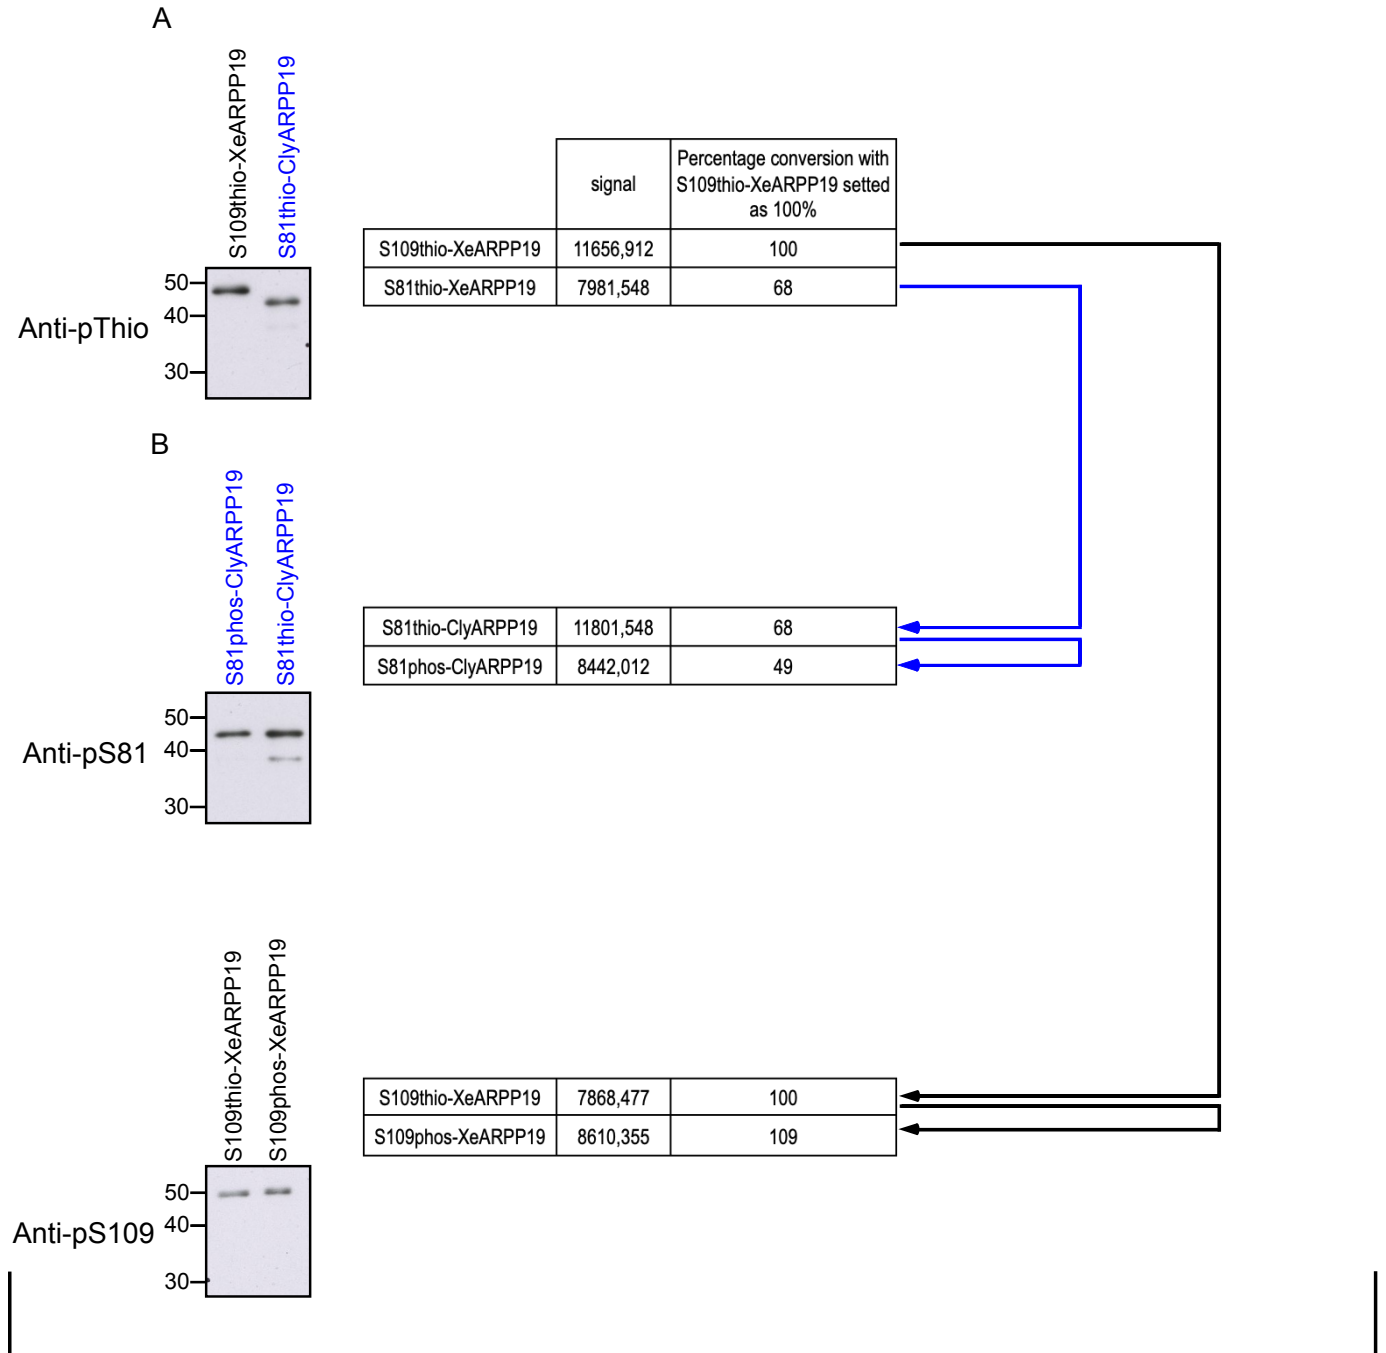 A
S109thio-XeARPP19
S81thio-ClyARPP19
signal
Percentage conversion with
S109thio-XeARPP19 setted
as 100%
S109thio-XeARPP19 11656,912 100
S81thio-XeARPP19 7981,548 68
50
40
30
Anti-pThio
B
S81phos-ClyARPP19
S81thio-ClyARPP19
S81thio-ClyARPP19 11801,548 68
S81phos-ClyARPP19 8442,012 49
50
40
30
Anti-pS81
S109thio-XeARPP19
S109phos-XeARPP19
S109thio-XeARPP19 7868,477 100
S109phos-XeARPP19 8610,355 109
50
40
30
Anti-pS109